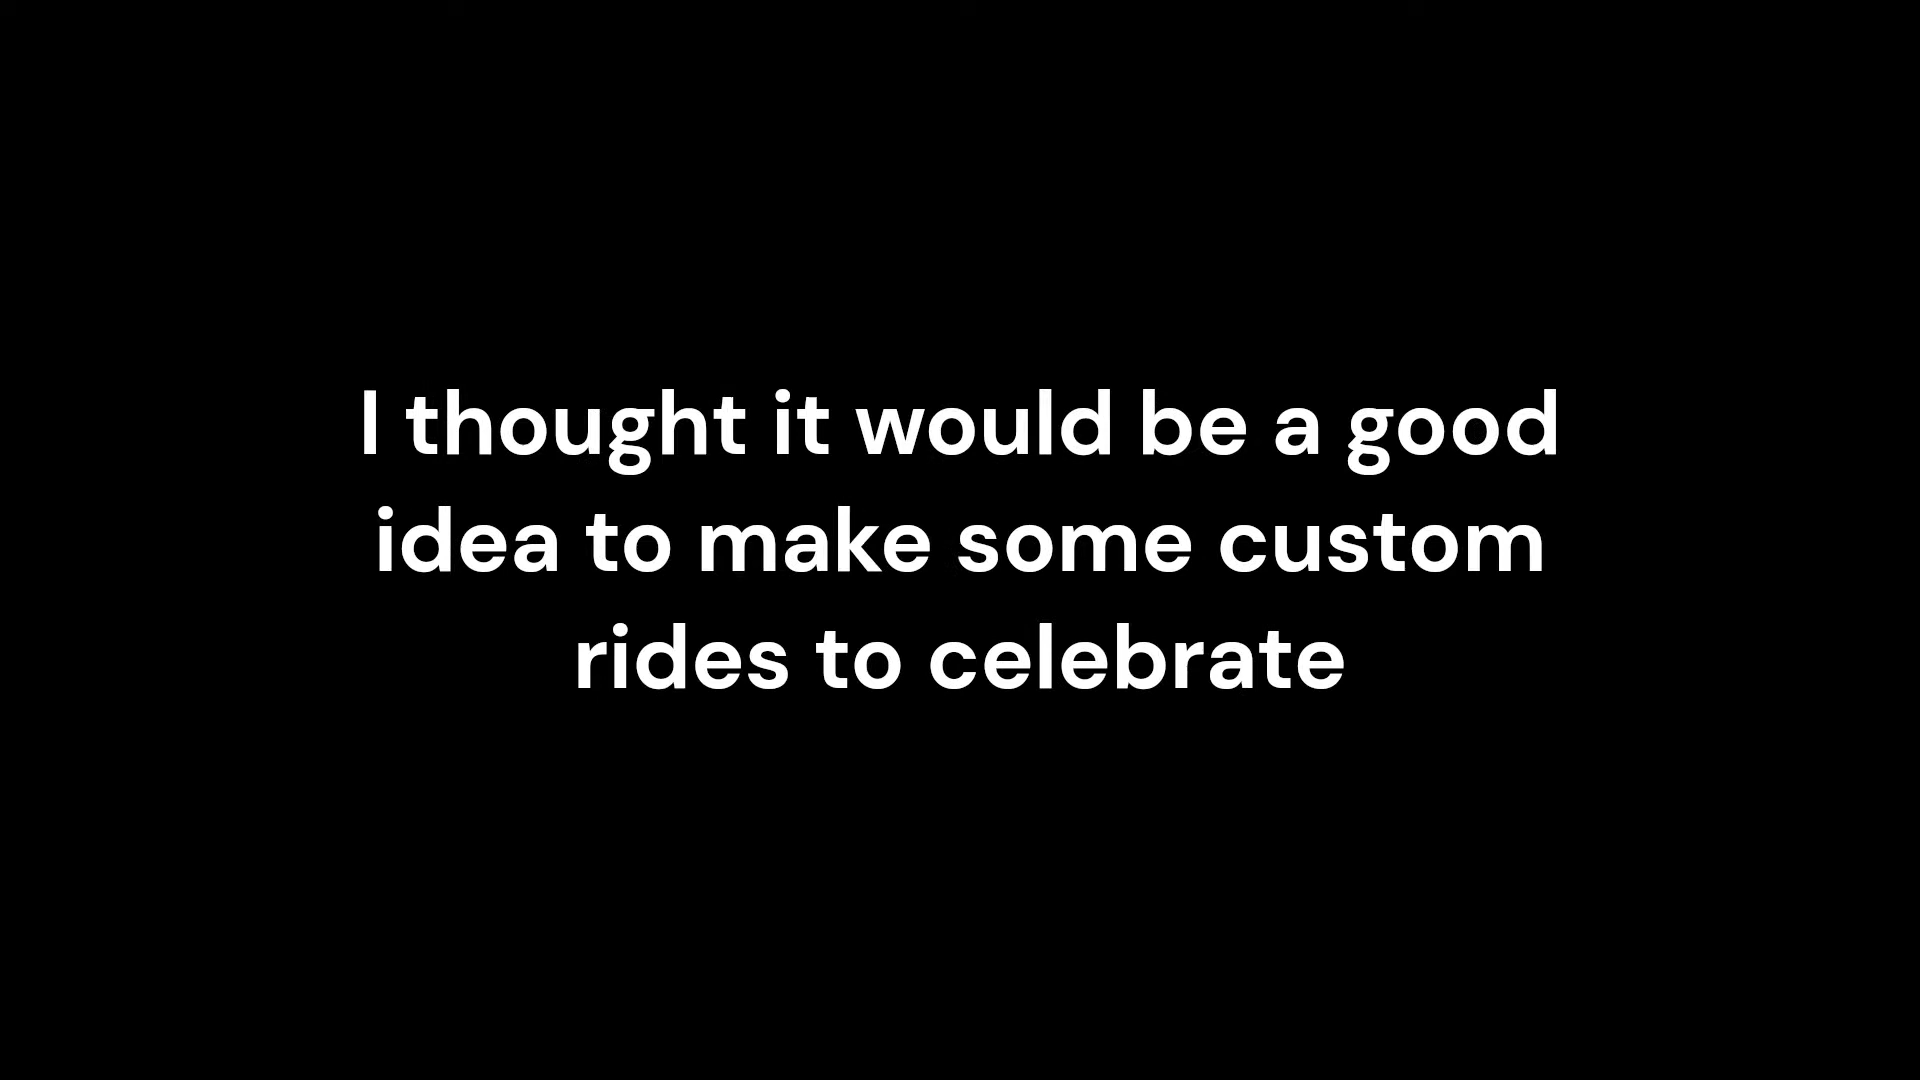 I thought it would be a good
idea to make some custom
rides to celebrate